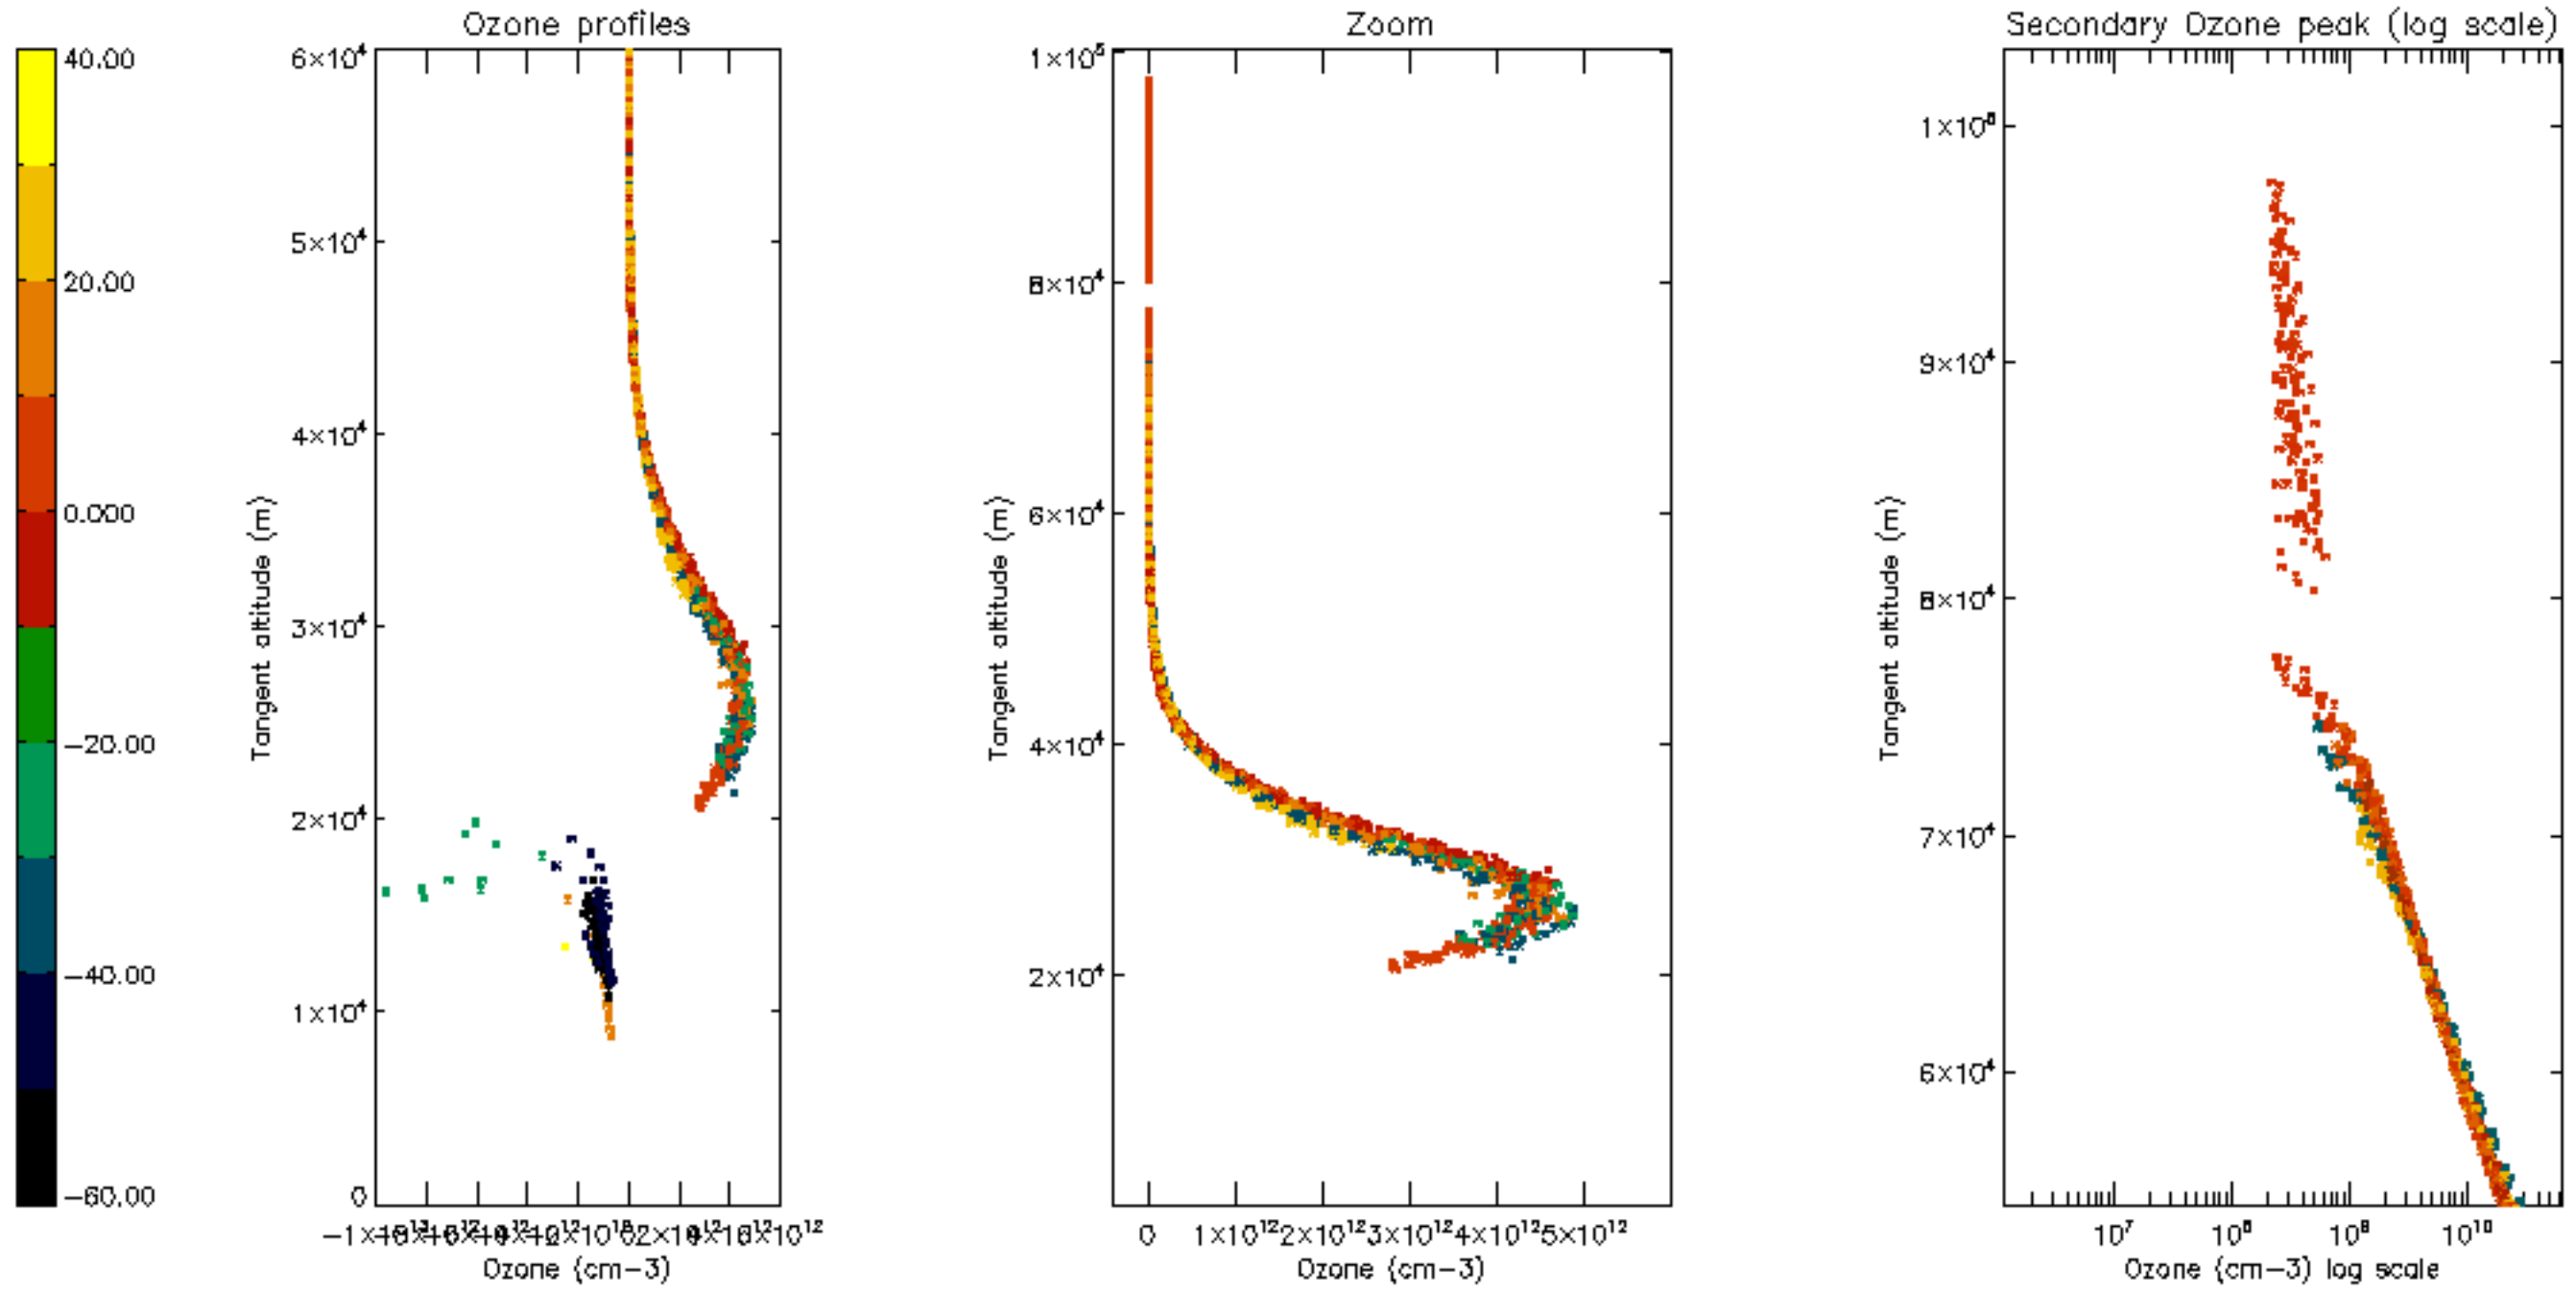 Ozone profiles
Zoom
Secondary Ozone peak (log scale)
40.00
20.00
0.000
−20.00
−40.00
−60.00
6×10⁴
5×10⁴
4×10⁴
3×10⁴
2×10⁴
1×10⁴
0
Tangent altitude (m)
Ozone (cm−3)
1×10⁵
8×10⁴
6×10⁴
4×10⁴
2×10⁴
Tangent altitude (m)
0 1×10¹² 2×10¹² 3×10¹² 4×10¹² 5×10¹²
Ozone (cm−3)
9×10⁴
8×10⁴
7×10⁴
6×10⁴
Tangent altitude (m)
10⁷ 10⁸ 10⁹ 10¹⁰
Ozone (cm−3) log scale